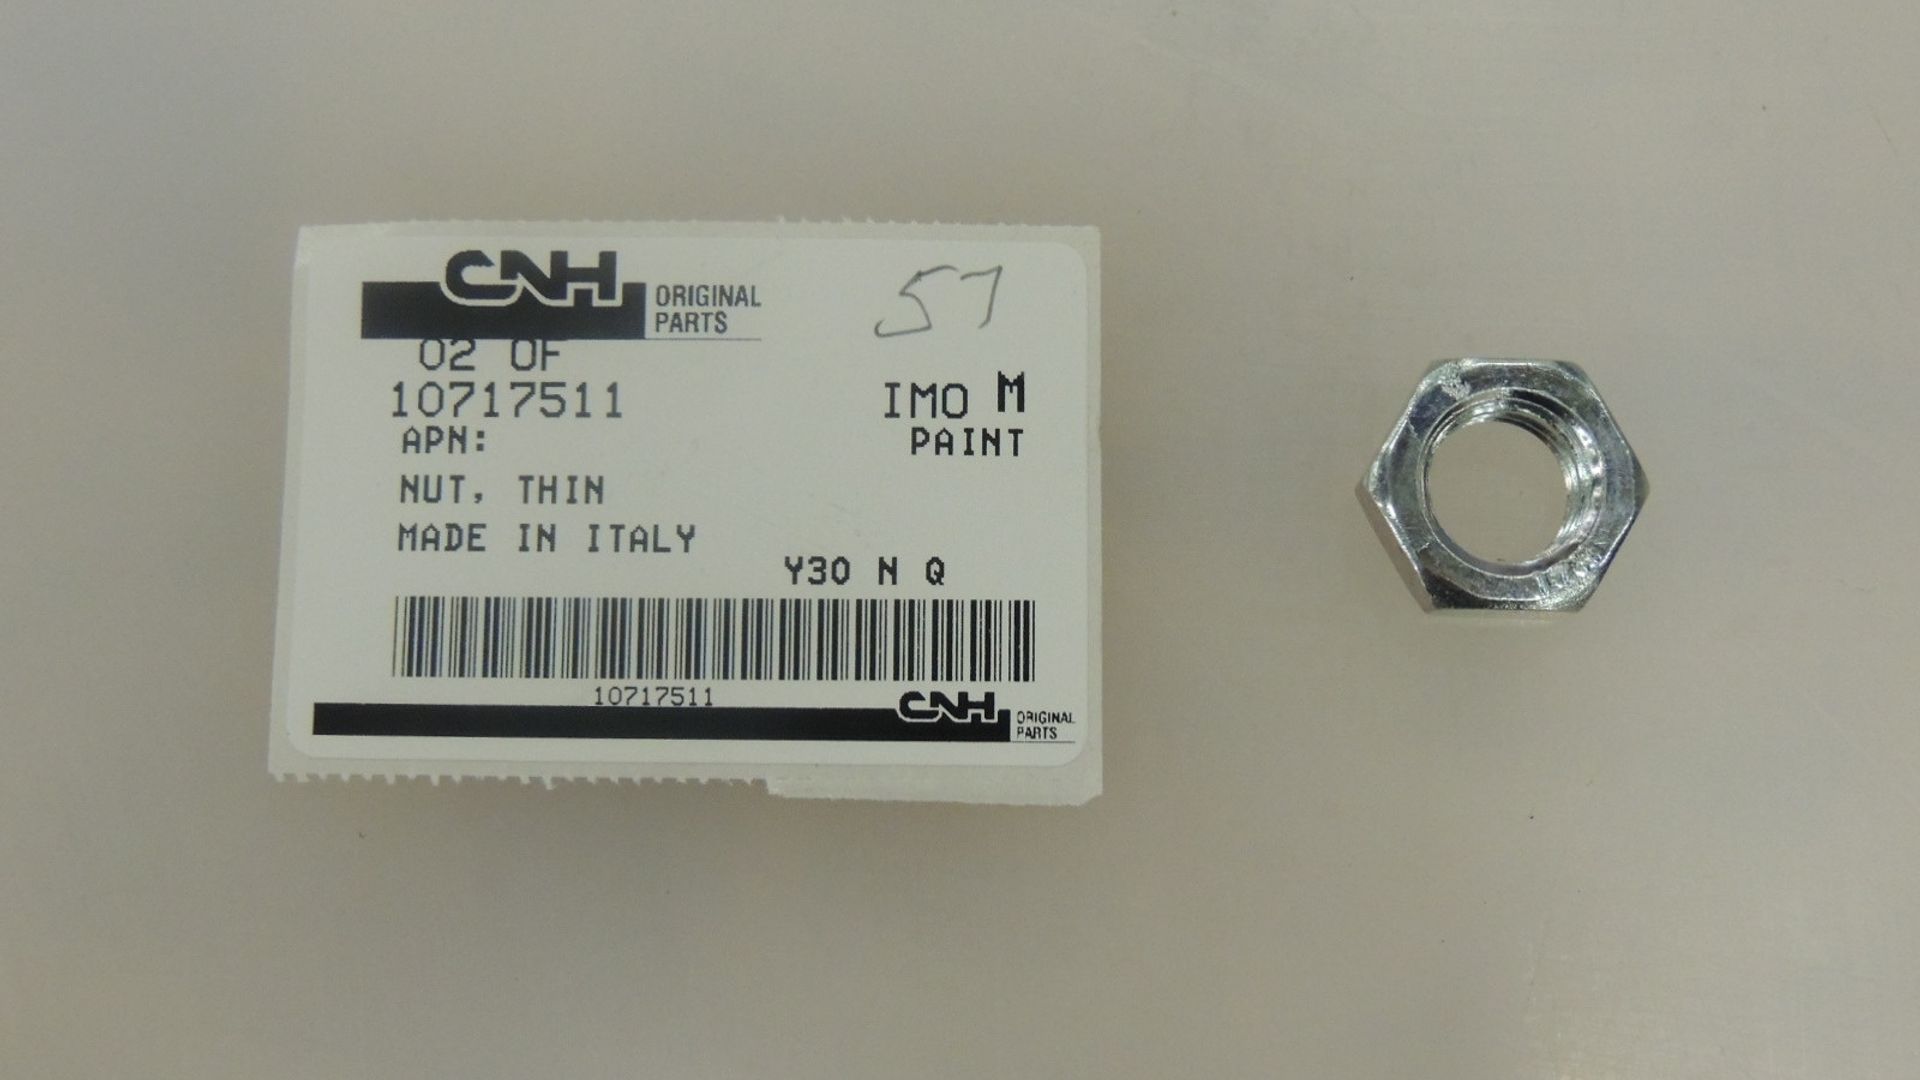 CNH ORIGINAL PARTS
57
02 OF
10717511 IMO M
APN: PAINT
NUT, THIN
MADE IN ITALY
Y30 N Q
10717511
CNH ORIGINAL PARTS